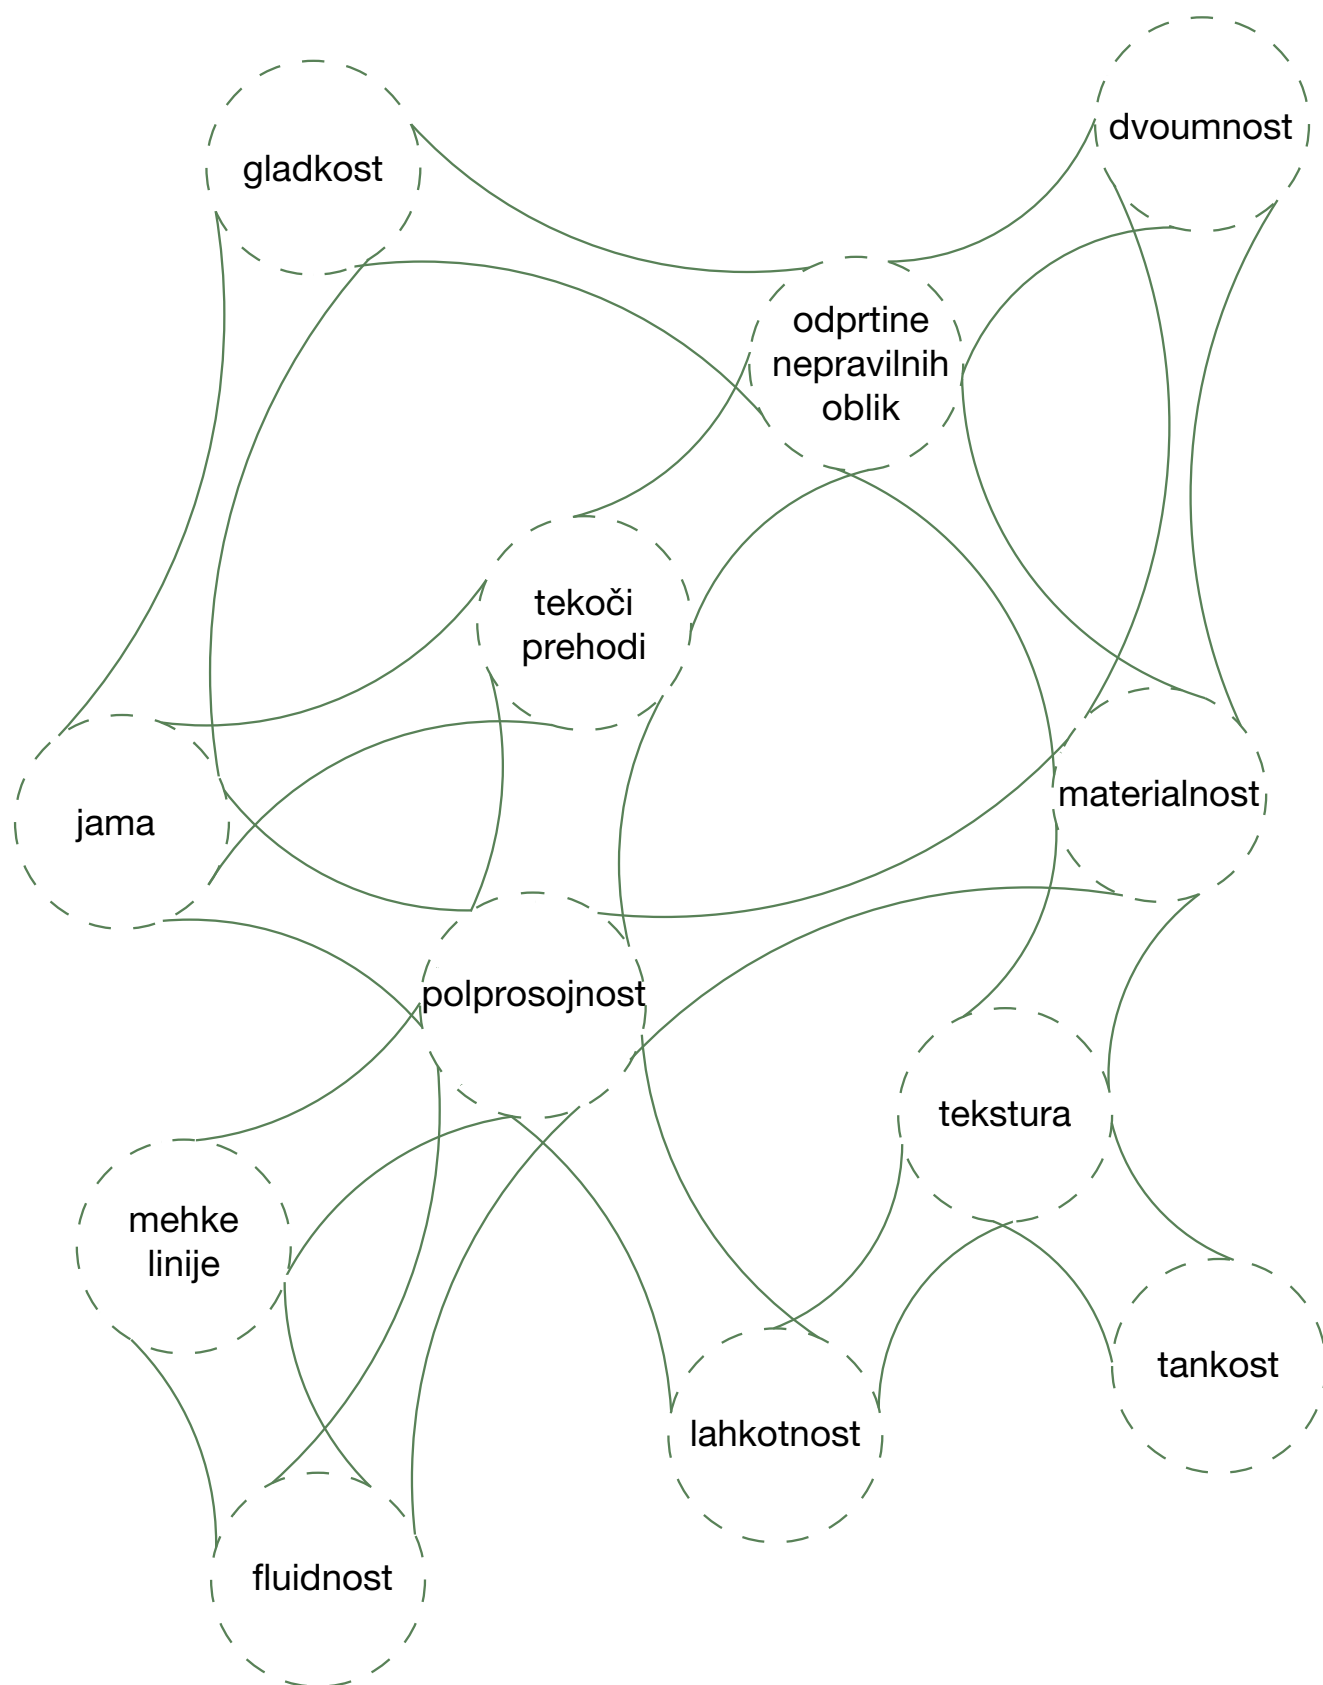 dvoumnost
gladkost
odprtine
nepravilnih
oblik
tekoči
prehodi
materialnost
jama
polprosojnost
tekstura
mehke
linije
tankost
lahkotnost
fluidnost